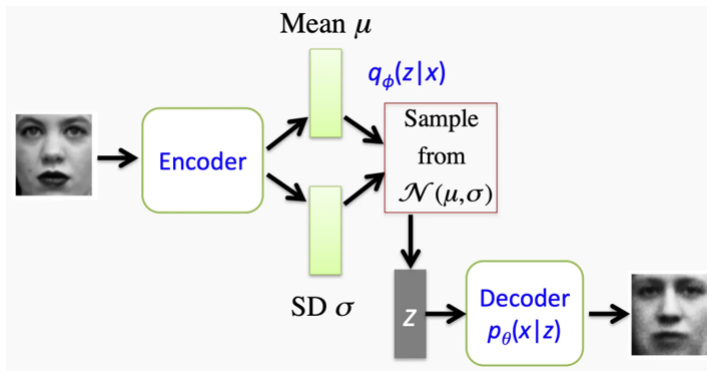 Mean μ
qϕ(z|x)
Sample
from
𝒩(μ,σ)
Encoder
SD σ
z
Decoder
pθ(x|z)